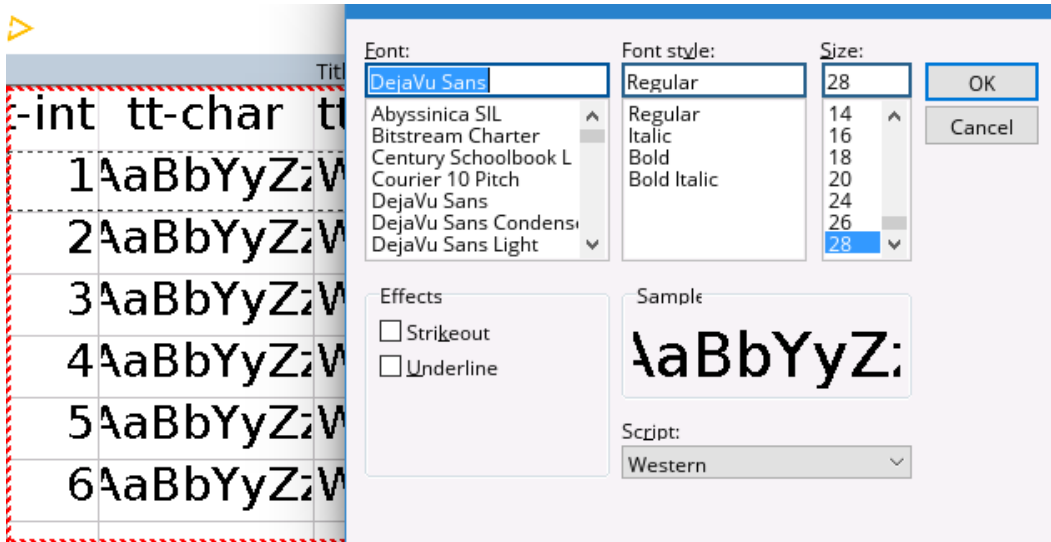 Titl
-int tt-char tt
1 AaBbYyZz W
2 AaBbYyZz W
3 AaBbYyZz W
4 AaBbYyZz W
5 AaBbYyZz W
6 AaBbYyZz W
Font:
DejaVu Sans
Abyssinica SIL
Bitstream Charter
Century Schoolbook L
Courier 10 Pitch
DejaVu Sans
DejaVu Sans Condense
DejaVu Sans Light
Font style:
Regular
Regular
Italic
Bold
Bold Italic
Size:
28
14
16
18
20
24
26
28
OK
Cancel
Effects
Strikeout
Underline
Sample
AaBbYyZz
Script:
Western